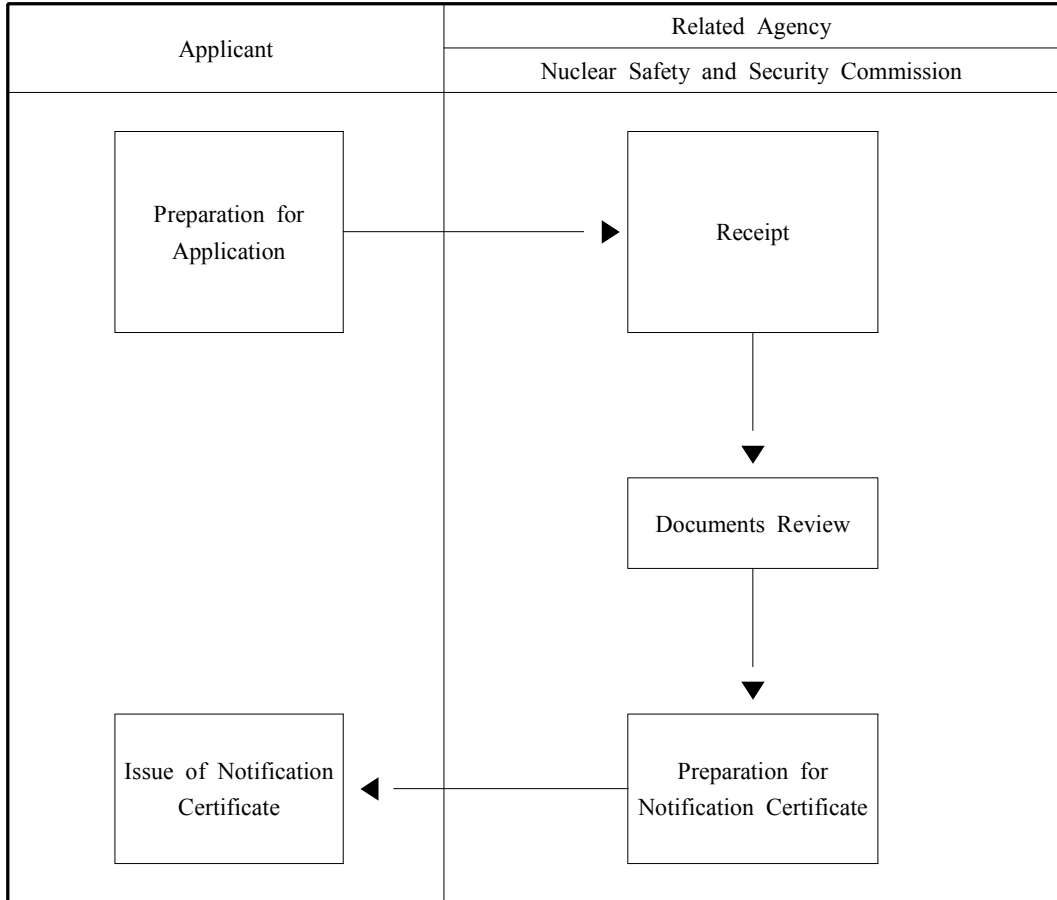 Applicant
Related Agency
Nuclear Safety and Security Commission
Preparation for
Application
Receipt
Documents Review
Issue of Notification
Certificate
Preparation for
Notification Certificate